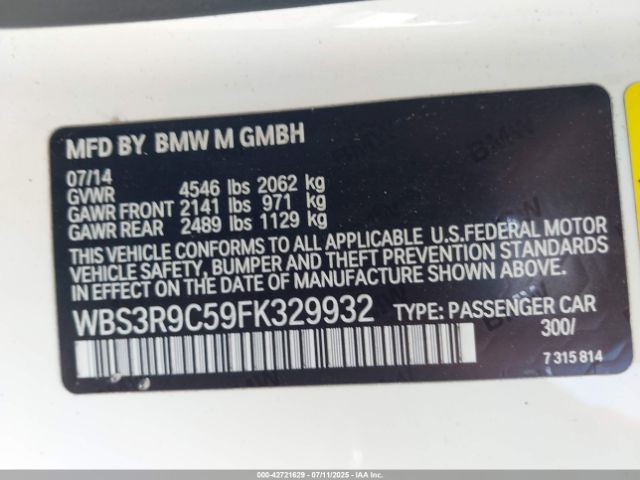 MFD BY BMW M GMBH
07/14
GVWR 4546 lbs 2062 kg
GAWR FRONT 2141 lbs 971 kg
GAWR REAR 2489 lbs 1129 kg
THIS VEHICLE CONFORMS TO ALL APPLICABLE U.S.FEDERAL MOTOR
VEHICLE SAFETY, BUMPER AND THEFT PREVENTION STANDARDS
IN EFFECT ON THE DATE OF MANUFACTURE SHOWN ABOVE.
WBS3R9C59FK329932 TYPE: PASSENGER CAR
300/
7 315 814
000-42721629 - 07/11/2025 - IAAI.COM